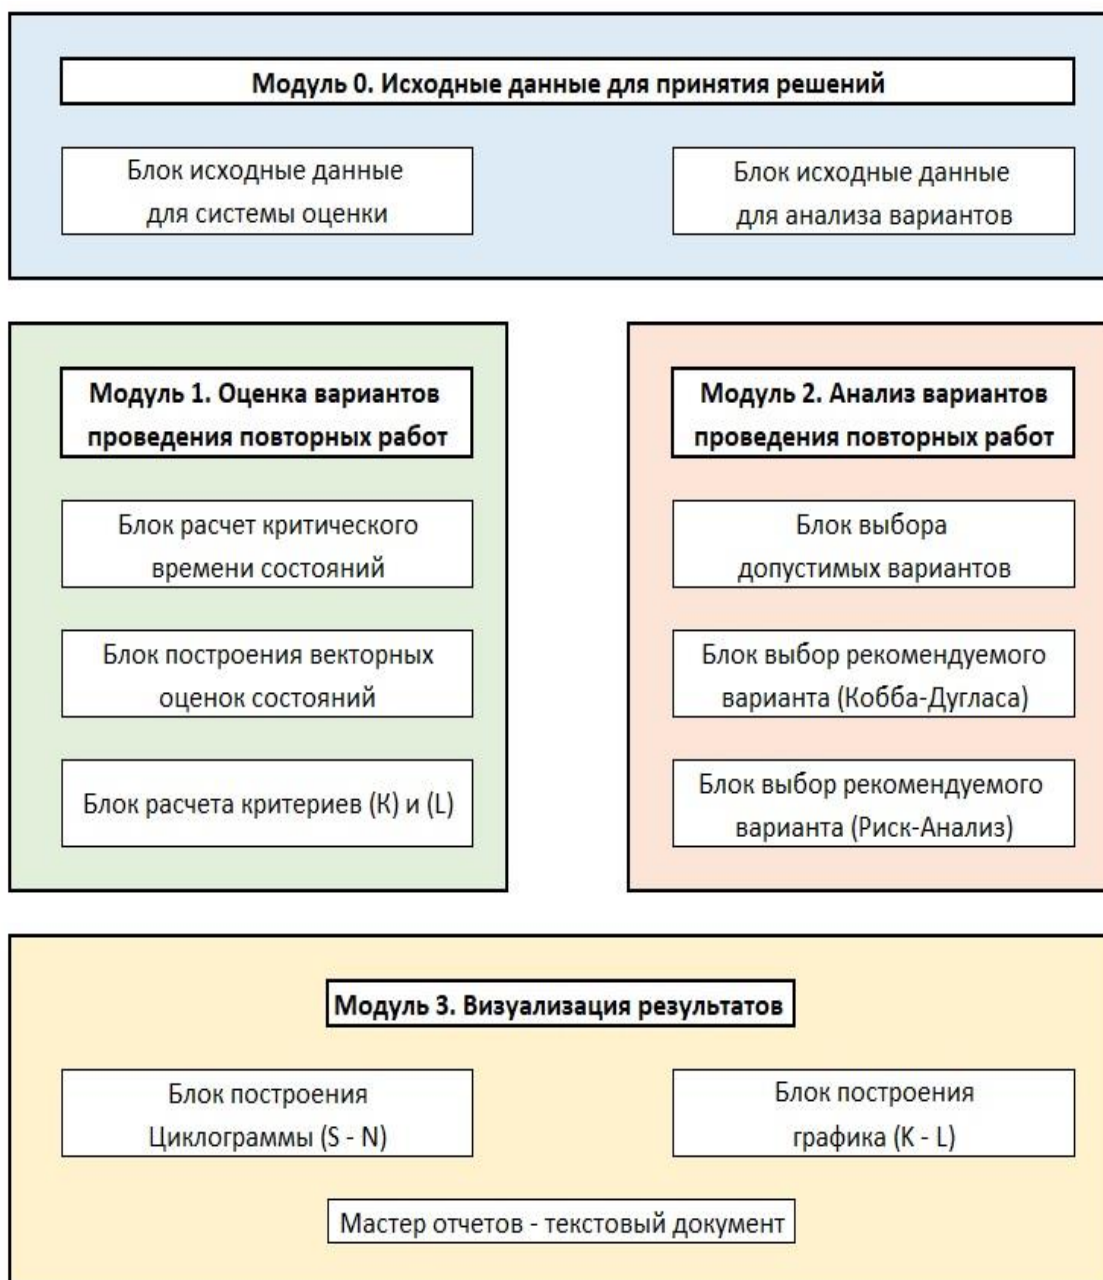 Модуль 0. Исходные данные для принятия решений
Блок исходные данные
для системы оценки
Блок исходные данные
для анализа вариантов
Модуль 1. Оценка вариантов
проведения повторных работ
Блок расчет критического
времени состояний
Блок построения векторных
оценок состояний
Блок расчета критериев (К) и (L)
Модуль 2. Анализ вариантов
проведения повторных работ
Блок выбора
допустимых вариантов
Блок выбор рекомендуемого
варианта (Кобба-Дугласа)
Блок выбор рекомендуемого
варианта (Риск-Анализ)
Модуль 3. Визуализация результатов
Блок построения
Циклограммы (S - N)
Блок построения
графика (K - L)
Мастер отчетов - текстовый документ